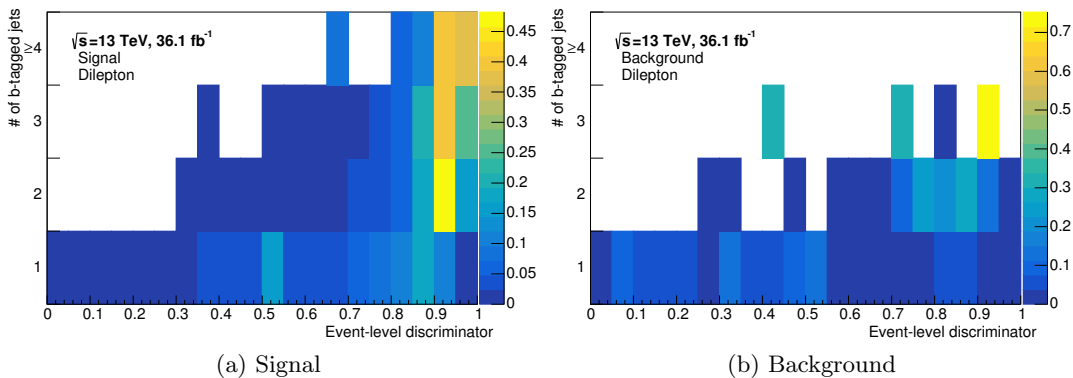 √s=13 TeV, 36.1 fb⁻¹
Signal
Dilepton
# of b-tagged jets
≥4
3
2
1
0 0.1 0.2 0.3 0.4 0.5 0.6 0.7 0.8 0.9 1
Event-level discriminator
0.45
0.4
0.35
0.3
0.25
0.2
0.15
0.1
0.05
0
(a) Signal
√s=13 TeV, 36.1 fb⁻¹
Background
Dilepton
# of b-tagged jets
≥4
3
2
1
0 0.1 0.2 0.3 0.4 0.5 0.6 0.7 0.8 0.9 1
Event-level discriminator
0.7
0.6
0.5
0.4
0.3
0.2
0.1
0
(b) Background